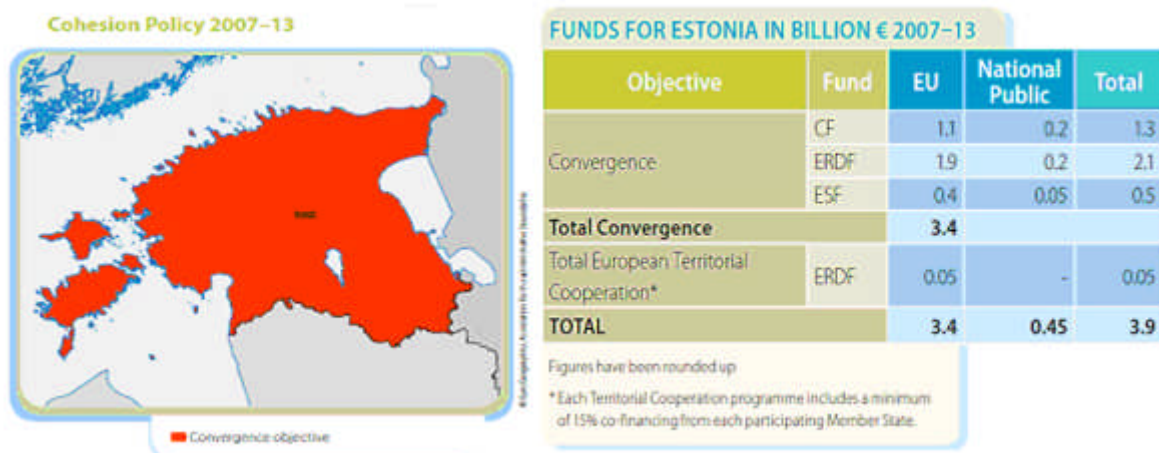 Cohesion Policy 2007–13
Convergence objective
FUNDS FOR ESTONIA IN BILLION € 2007–13
Objective Fund EU National Public Total
Convergence CF 1.1 0.2 1.3
ERDF 1.9 0.2 2.1
ESF 0.4 0.05 0.5
Total Convergence 3.4
Total European Territorial Cooperation* ERDF 0.05 - 0.05
TOTAL 3.4 0.45 3.9
Figures have been rounded up
* Each Territorial Cooperation programme includes a minimum
of 15% co-financing from each participating Member State.